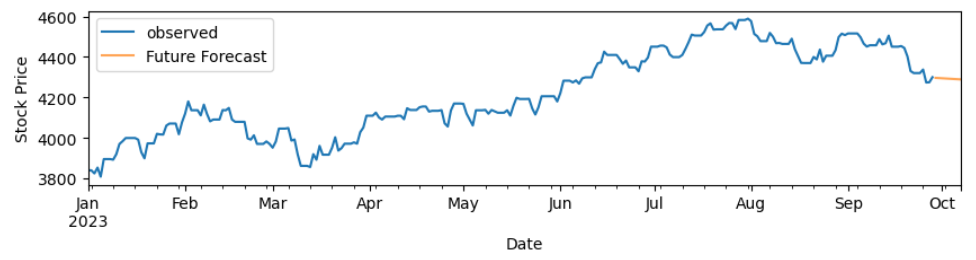 4600
4400
4200
4000
3800
Stock Price
observed
Future Forecast
Jan Feb Mar Apr May Jun Jul Aug Sep Oct
2023
Date